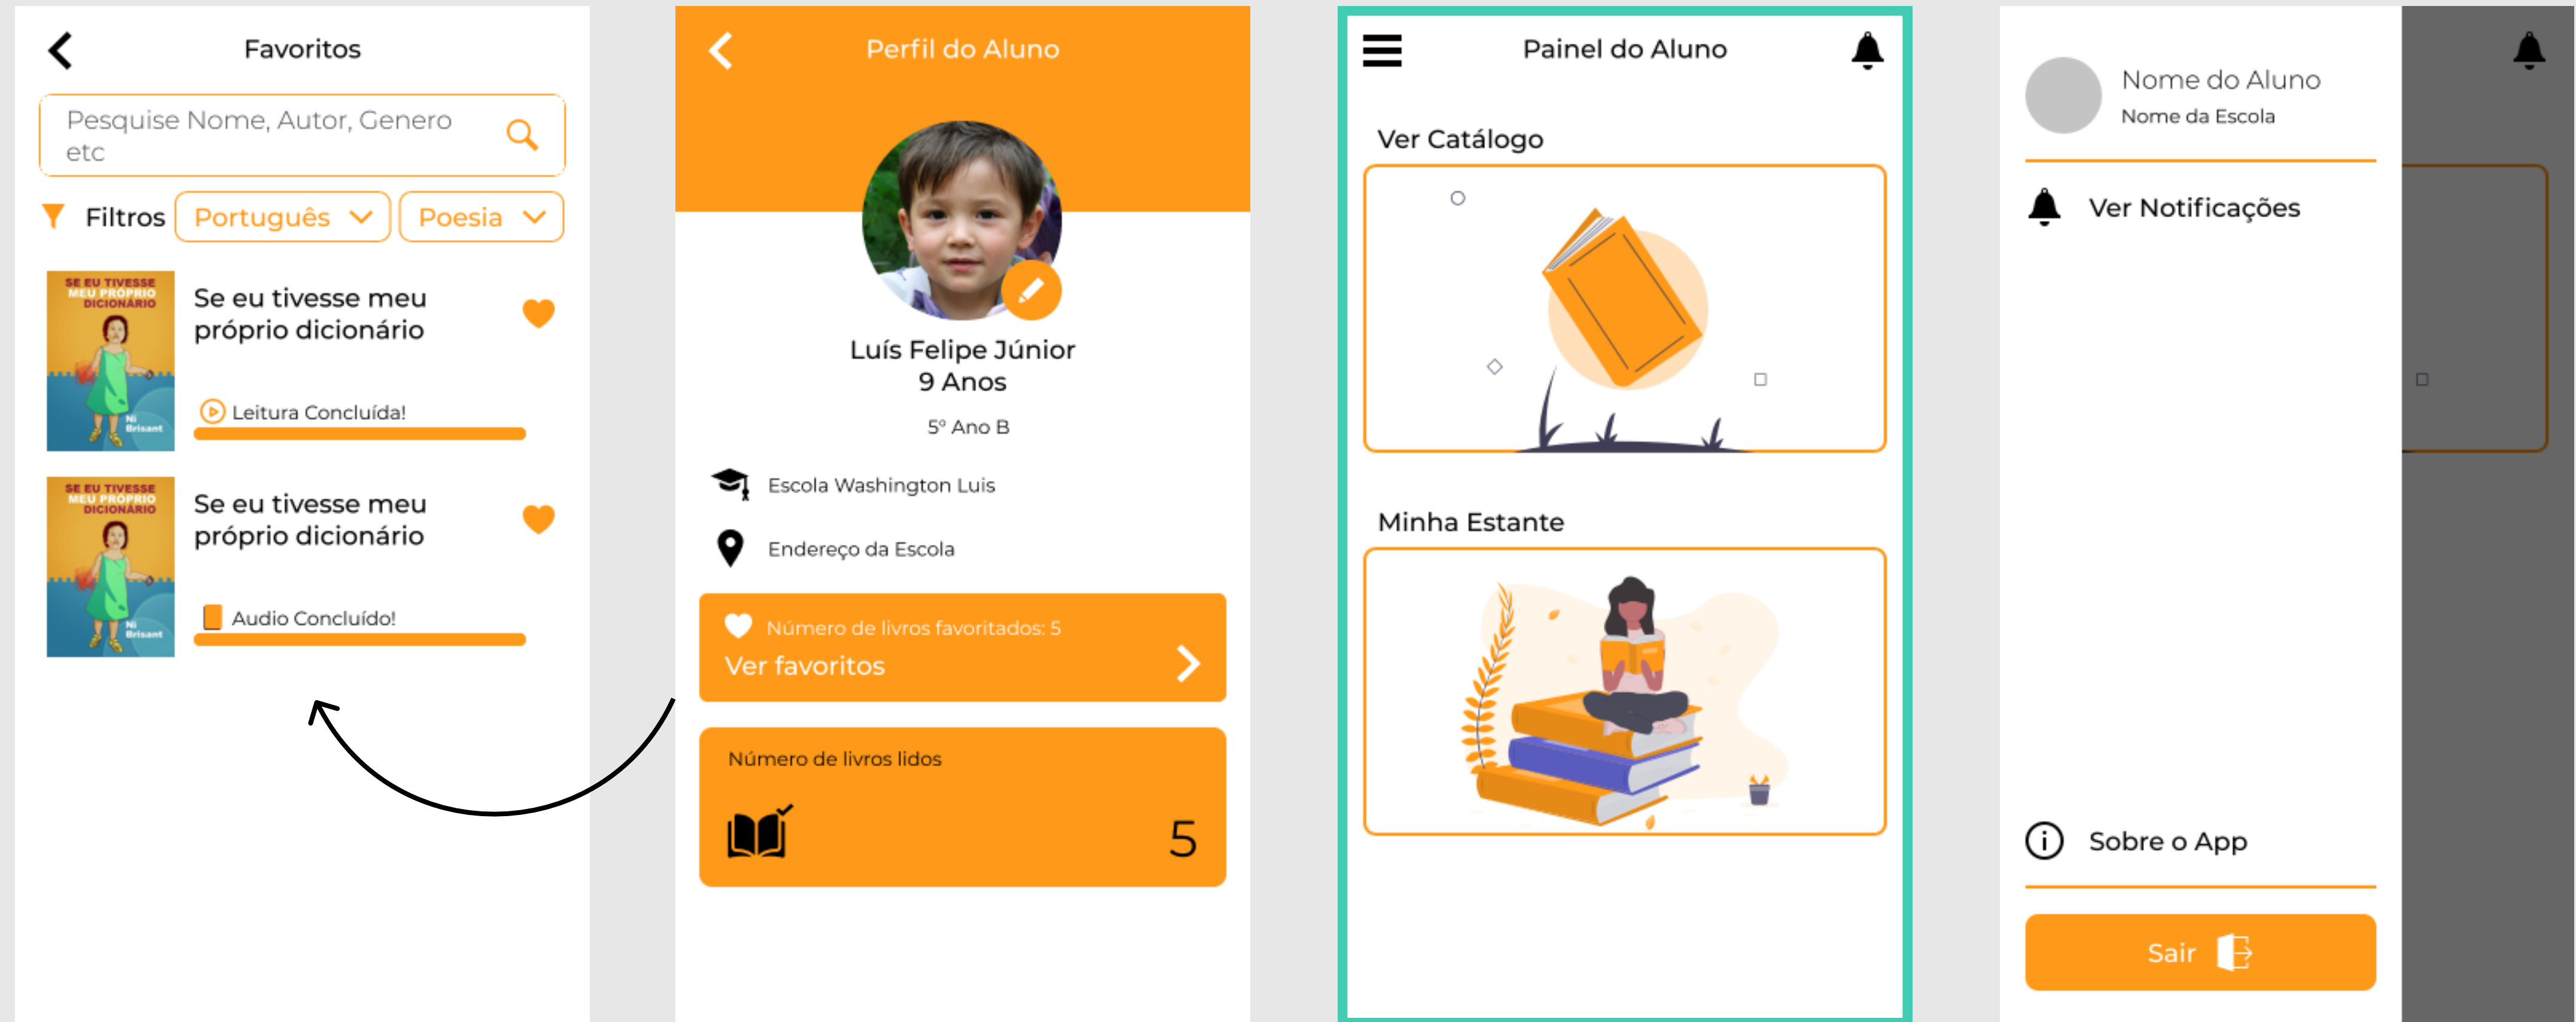 Favoritos
Pesquise Nome, Autor, Genero
etc
Filtros
Português
Poesia
SE EU TIVESSE
MEU PRÓPRIO
DICIONÁRIO
Ni
Brisant
Se eu tivesse meu
próprio dicionário
Leitura Concluída!
SE EU TIVESSE
MEU PRÓPRIO
DICIONÁRIO
Ni
Brisant
Se eu tivesse meu
próprio dicionário
Audio Concluído!
Perfil do Aluno
Luís Felipe Júnior
9 Anos
5º Ano B
Escola Washington Luis
Endereço da Escola
Número de livros favoritados: 5
Ver favoritos
Número de livros lidos
5
Painel do Aluno
Ver Catálogo
Minha Estante
Nome do Aluno
Nome da Escola
Ver Notificações
Sobre o App
Sair